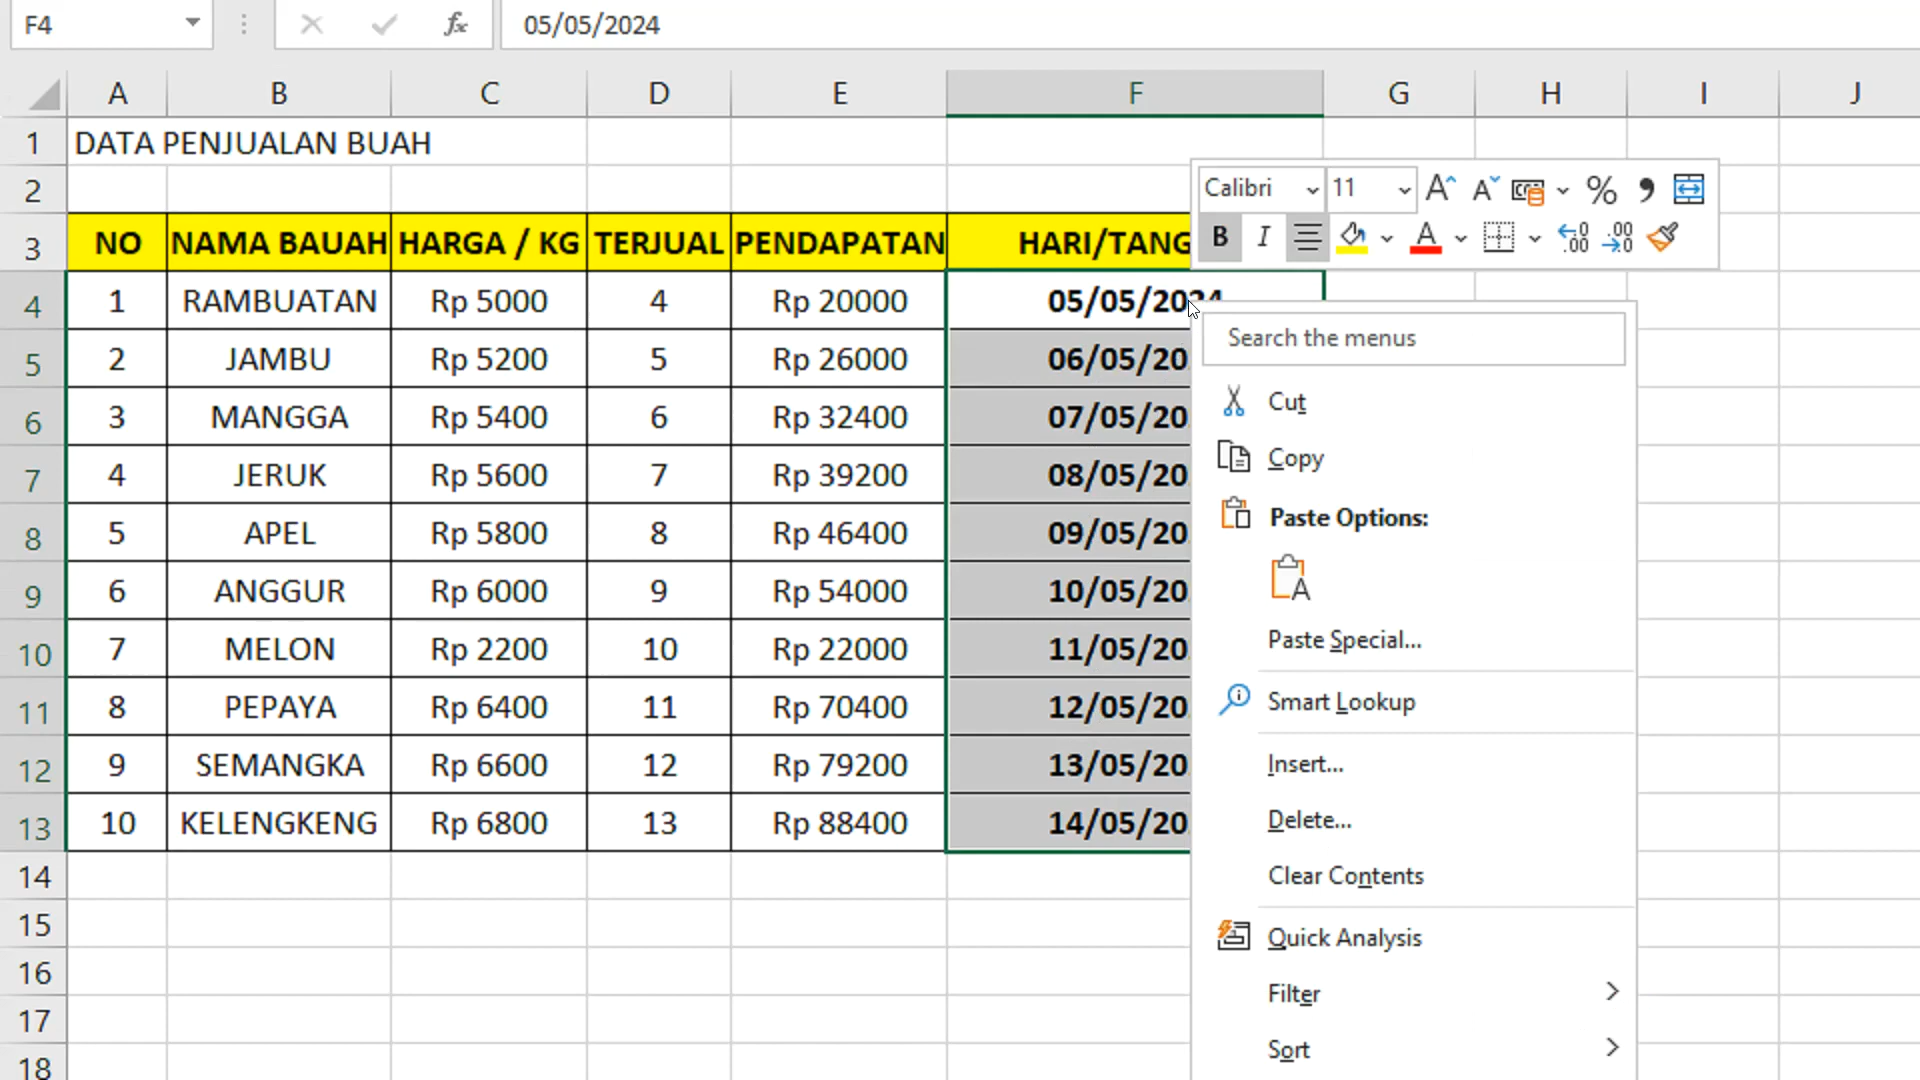 F4 fx 05/05/2024
A B C D E F G H I J
1 DATA PENJUALAN BUAH
2
3 NO NAMA BAUAH HARGA / KG TERJUAL PENDAPATAN HARI/TANG
4 1 RAMBUATAN Rp 5000 4 Rp 20000 05/05/2024
5 2 JAMBU Rp 5200 5 Rp 26000 06/05/20
6 3 MANGGA Rp 5400 6 Rp 32400 07/05/20
7 4 JERUK Rp 5600 7 Rp 39200 08/05/20
8 5 APEL Rp 5800 8 Rp 46400 09/05/20
9 6 ANGGUR Rp 6000 9 Rp 54000 10/05/20
10 7 MELON Rp 2200 10 Rp 22000 11/05/20
11 8 PEPAYA Rp 6400 11 Rp 70400 12/05/20
12 9 SEMANGKA Rp 6600 12 Rp 79200 13/05/20
13 10 KELENGKENG Rp 6800 13 Rp 88400 14/05/20
14
15
16
17
18
Calibri 11 A A % ,
B I A .00 .00
Search the menus
Cut
Copy
Paste Options:
A
Paste Special...
Smart Lookup
Insert...
Delete...
Clear Contents
Quick Analysis
Filter
Sort